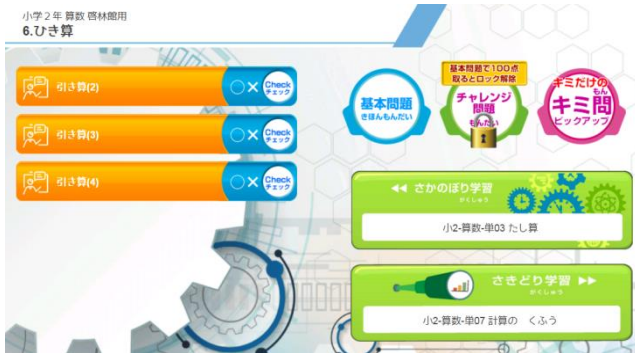 小学2年 算数 啓林館用
6.ひき算
引き算(2)
○×
Check
チェック
引き算(3)
○×
Check
チェック
引き算(4)
○×
Check
チェック
基本問題
きほんもんだい
基本問題で100点
取るとロック解除
チャレンジ
問題
もんだい
キミだけの
もん
キミ問
ピックアップ
さかのぼり学習
がくしゅう
小2-算数-単03 たし算
さきどり学習
がくしゅう
小2-算数-単07 計算の くふう